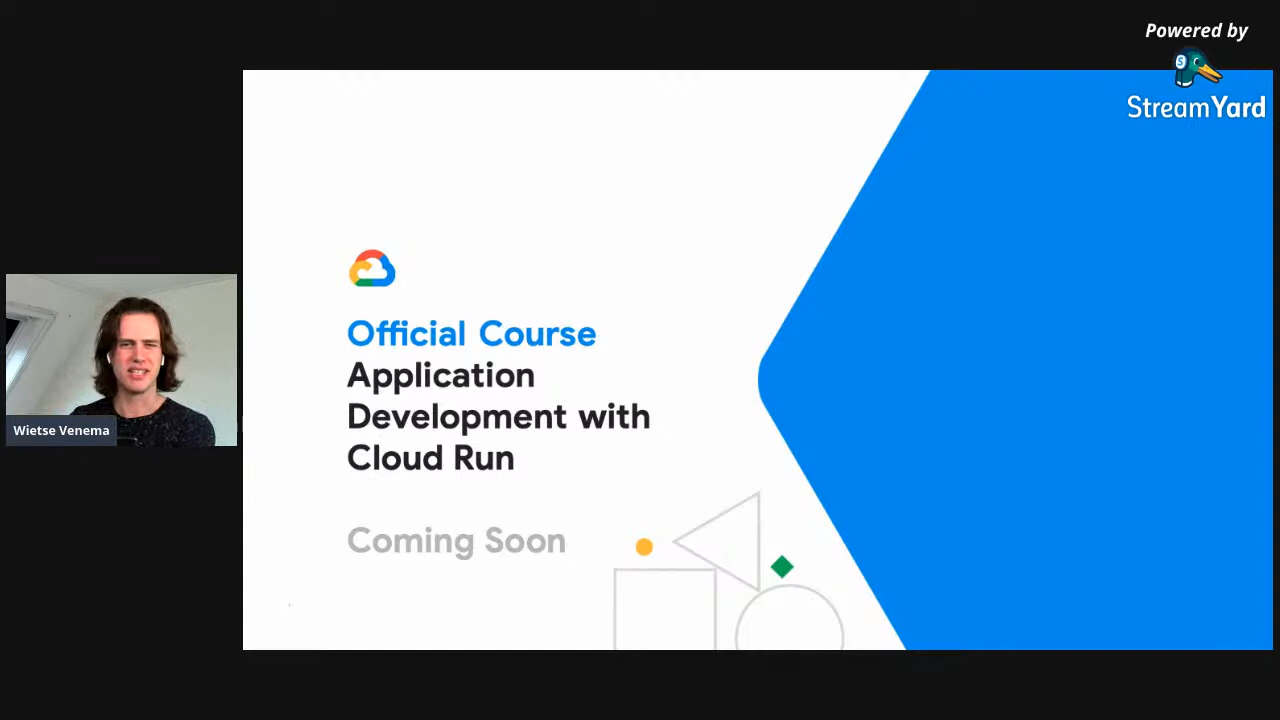 Powered by
StreamYard
Official Course
Application
Development with
Cloud Run
Coming Soon
Wietse Venema